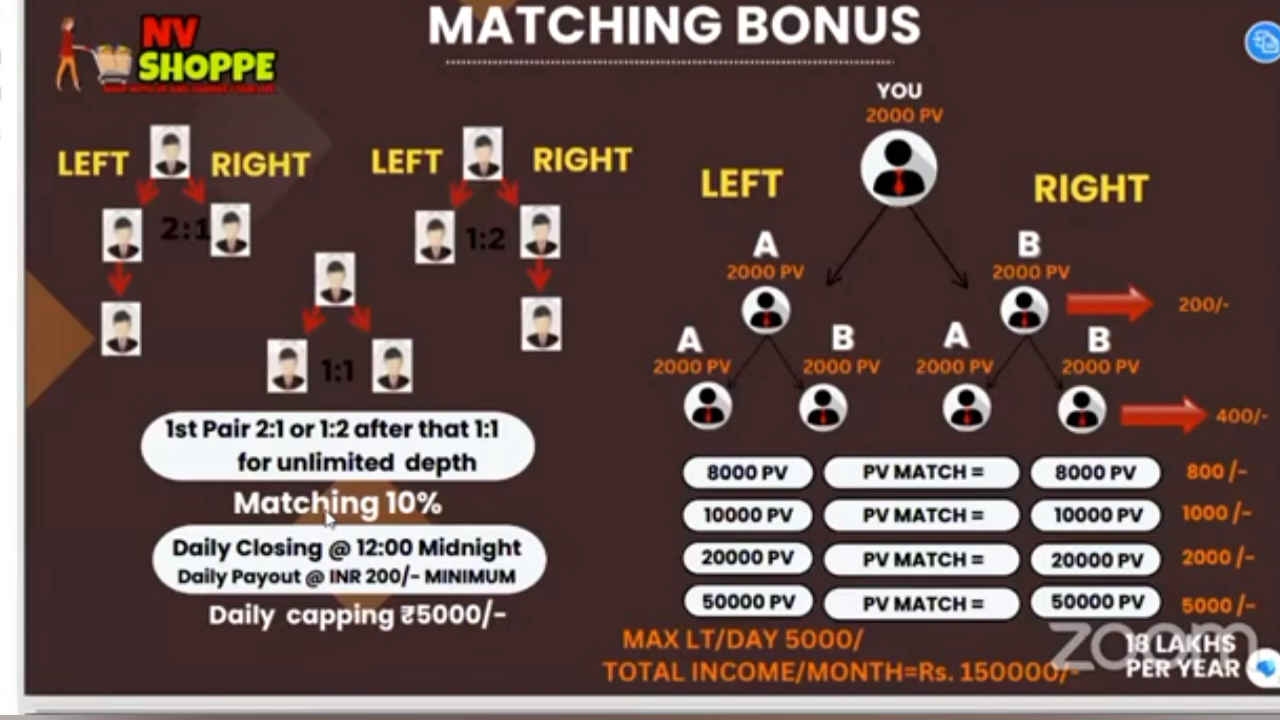 MATCHING BONUS
NV
SHOPPE
YOU
2000 PV
LEFT
RIGHT
LEFT
RIGHT
LEFT
RIGHT
2:1
1:2
1:1
A
2000 PV
B
2000 PV
200/-
A
2000 PV
B
2000 PV
A
2000 PV
B
2000 PV
400/-
1st Pair 2:1 or 1:2 after that 1:1
for unlimited depth
Matching 10%
Daily Closing @ 12:00 Midnight
Daily Payout @ INR 200/- MINIMUM
Daily capping ₹5000/-
8000 PV PV MATCH = 8000 PV 800 /-
10000 PV PV MATCH = 10000 PV 1000 /-
20000 PV PV MATCH = 20000 PV 2000 /-
50000 PV PV MATCH = 50000 PV 5000 /-
MAX LT/DAY 5000/
TOTAL INCOME/MONTH=Rs. 150000/-
zoom
18 LAKHS
PER YEAR